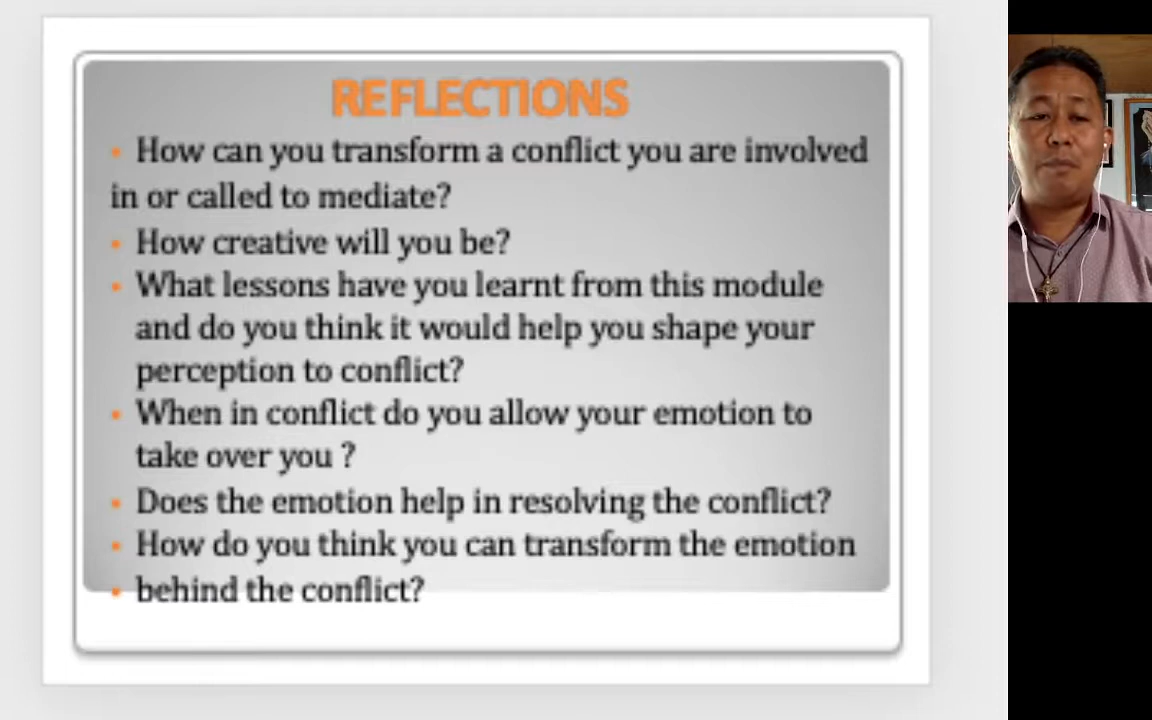 REFLECTIONS
• How can you transform a conflict you are involved
in or called to mediate?
• How creative will you be?
• What lessons have you learnt from this module
and do you think it would help you shape your
perception to conflict?
• When in conflict do you allow your emotion to
take over you ?
• Does the emotion help in resolving the conflict?
• How do you think you can transform the emotion
• behind the conflict?